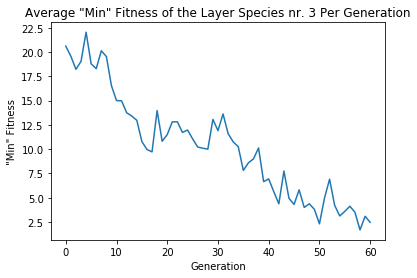 Average "Min" Fitness of the Layer Species nr. 3 Per Generation
22.5
20.0
17.5
15.0
12.5
10.0
7.5
5.0
2.5
"Min" Fitness
0 10 20 30 40 50 60
Generation